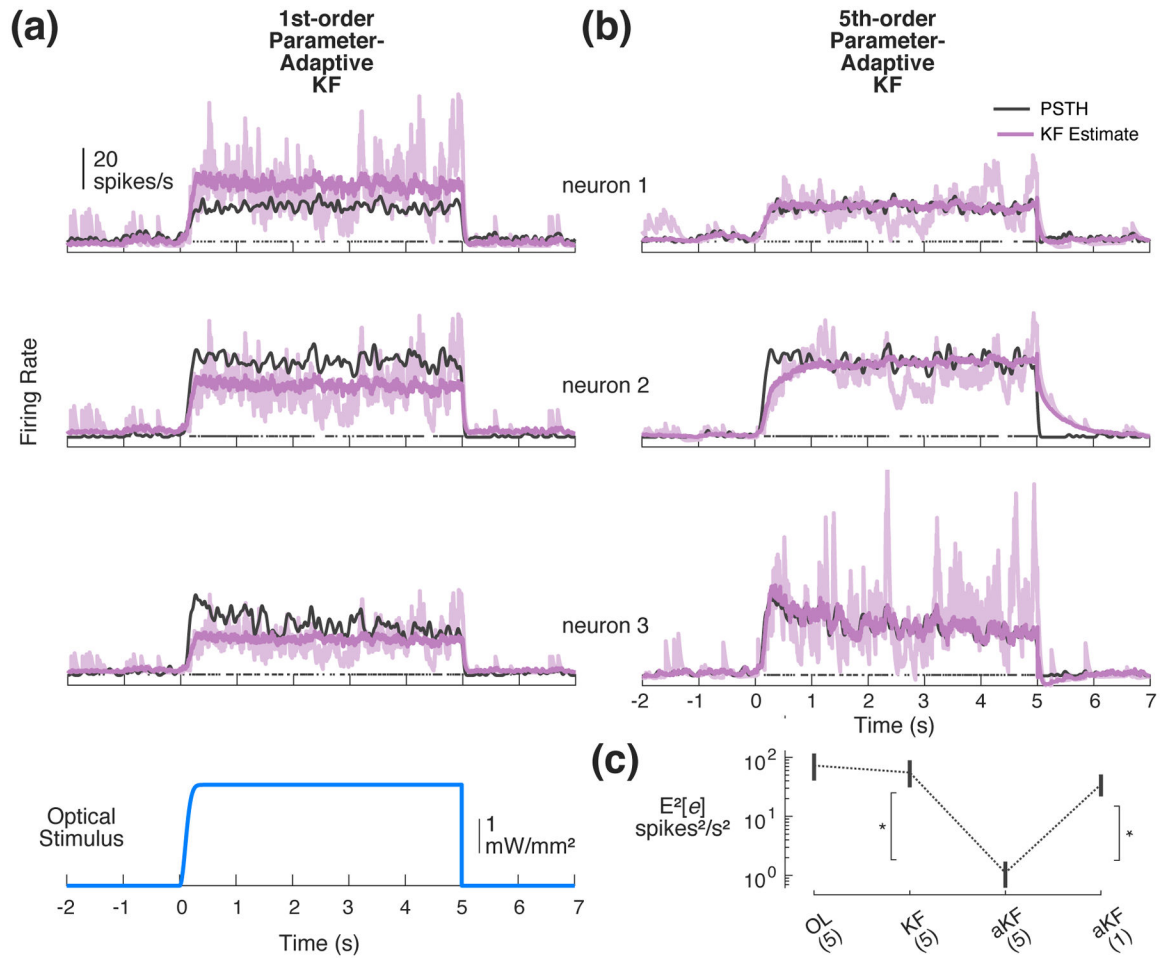 (a)
1st-order
Parameter-
Adaptive
KF
(b)
5th-order
Parameter-
Adaptive
KF
PSTH
KF Estimate
20
spikes/s
neuron 1
Firing Rate
neuron 2
neuron 3
-2 -1 0 1 2 3 4 5 6 7
Time (s)
(c)
E²[e]
spikes²/s²
10²
10¹
10⁰
*
*
OL
(5)
KF
(5)
aKF
(5)
aKF
(1)
Optical
Stimulus
1
mW/mm²
-2 -1 0 1 2 3 4 5 6 7
Time (s)